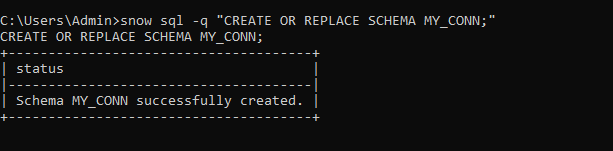 C:\Users\Admin>snow sql -q "CREATE OR REPLACE SCHEMA MY_CONN;"
CREATE OR REPLACE SCHEMA MY_CONN;
+--------------------------------------+
| status                               |
|--------------------------------------|
| Schema MY_CONN successfully created. |
+--------------------------------------+